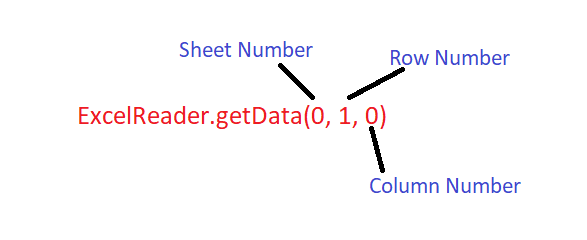 Sheet Number
Row Number
ExcelReader.getData(0, 1, 0)
Column Number